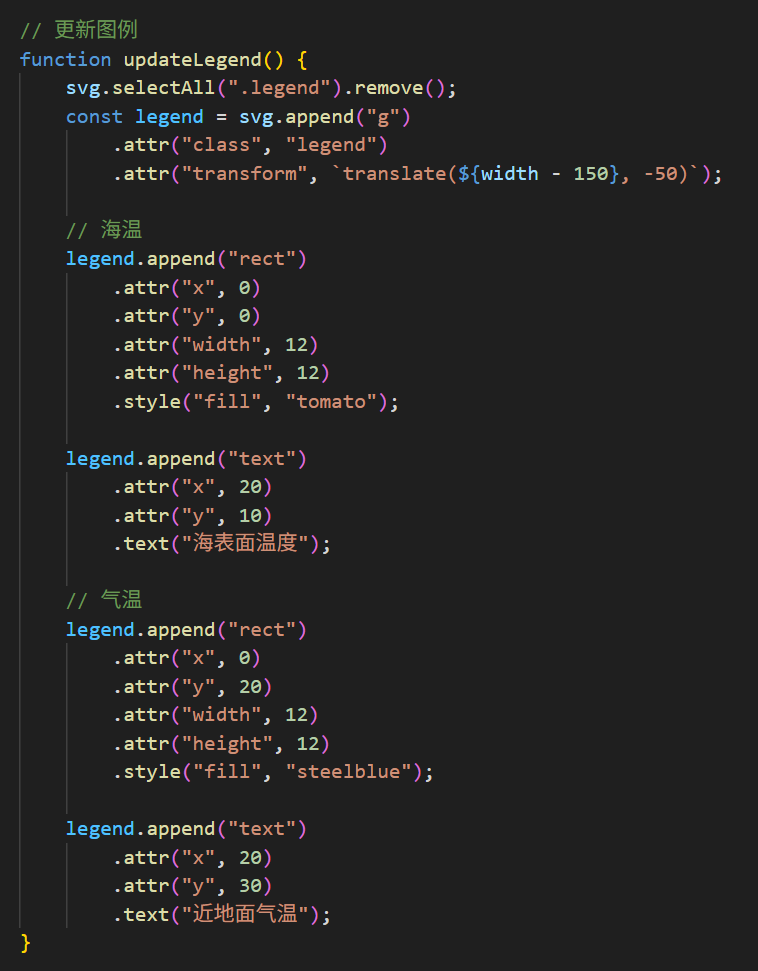 // 更新图例
function updateLegend() {
    svg.selectAll(".legend").remove();
    const legend = svg.append("g")
        .attr("class", "legend")
        .attr("transform", `translate(${width - 150}, -50)`);

    // 海温
    legend.append("rect")
        .attr("x", 0)
        .attr("y", 0)
        .attr("width", 12)
        .attr("height", 12)
        .style("fill", "tomato");

    legend.append("text")
        .attr("x", 20)
        .attr("y", 10)
        .text("海表面温度");

    // 气温
    legend.append("rect")
        .attr("x", 0)
        .attr("y", 20)
        .attr("width", 12)
        .attr("height", 12)
        .style("fill", "steelblue");

    legend.append("text")
        .attr("x", 20)
        .attr("y", 30)
        .text("近地面气温");
}